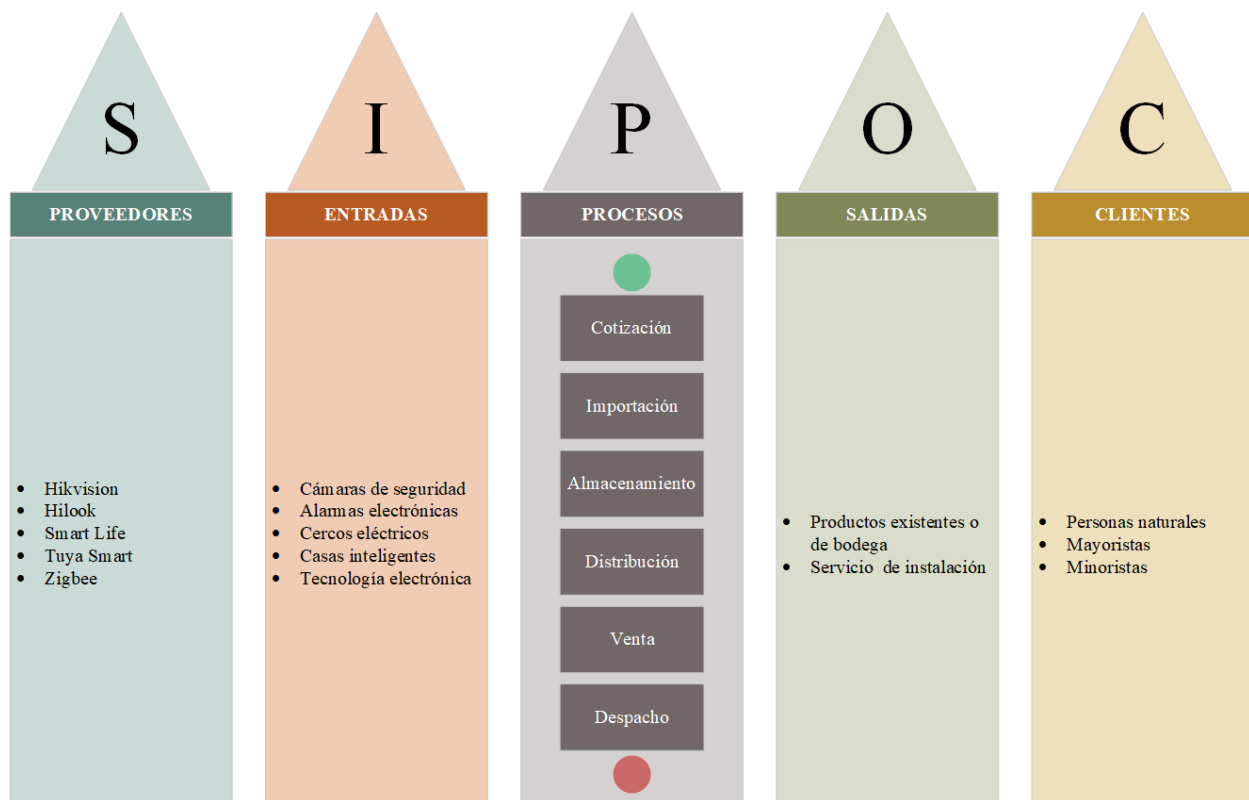 S
I
P
O
C
PROVEEDORES
ENTRADAS
PROCESOS
SALIDAS
CLIENTES
• Hikvision
• Hilook
• Smart Life
• Tuya Smart
• Zigbee
• Cámaras de seguridad
• Alarmas electrónicas
• Cercos eléctricos
• Casas inteligentes
• Tecnología electrónica
Cotización
Importación
Almacenamiento
Distribución
Venta
Despacho
• Productos existentes o
de bodega
• Servicio de instalación
• Personas naturales
• Mayoristas
• Minoristas